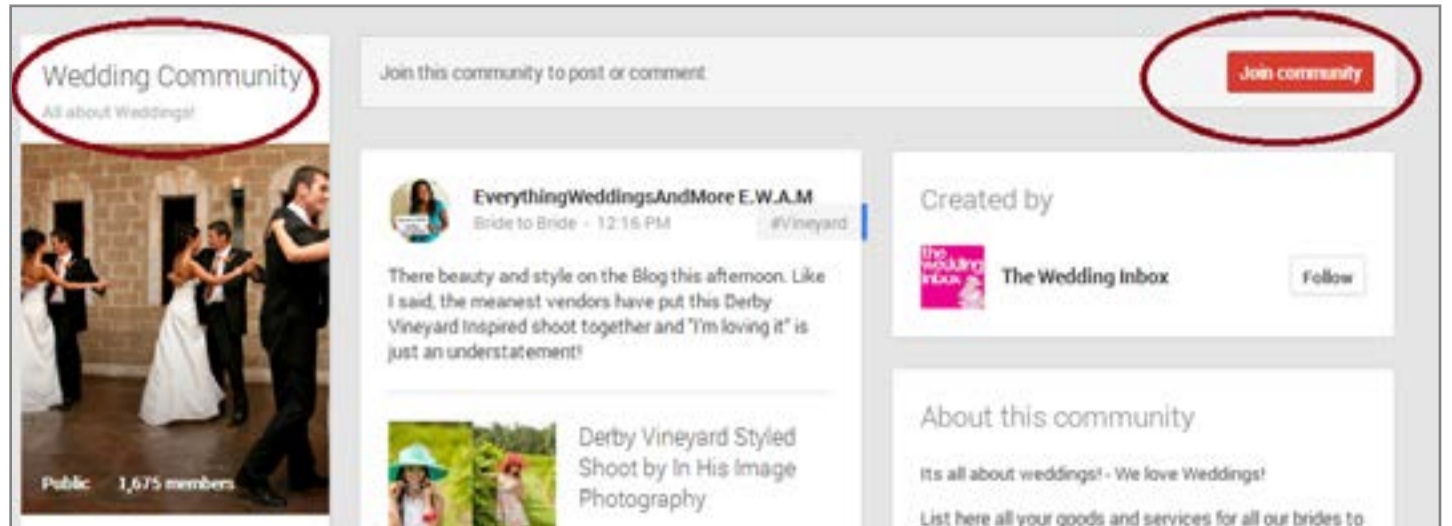 Wedding Community
All about Weddings!
Public 1,675 members
Join this community to post or comment
Join community
EverythingWeddingsAndMore E.W.A.M
Bride to Bride - 12:16 PM
#Vineyard
There beauty and style on the Blog this afternoon. Like
I said, the meanest vendors have put this Derby
Vineyard Inspired shoot together and "I'm loving it" is
just an understatement!
Derby Vineyard Styled
Shoot by In His Image
Photography
Created by
the
wedding
inbox
The Wedding Inbox
Follow
About this community
Its all about weddings! - We love Weddings!
List here all your goods and services for all our brides to